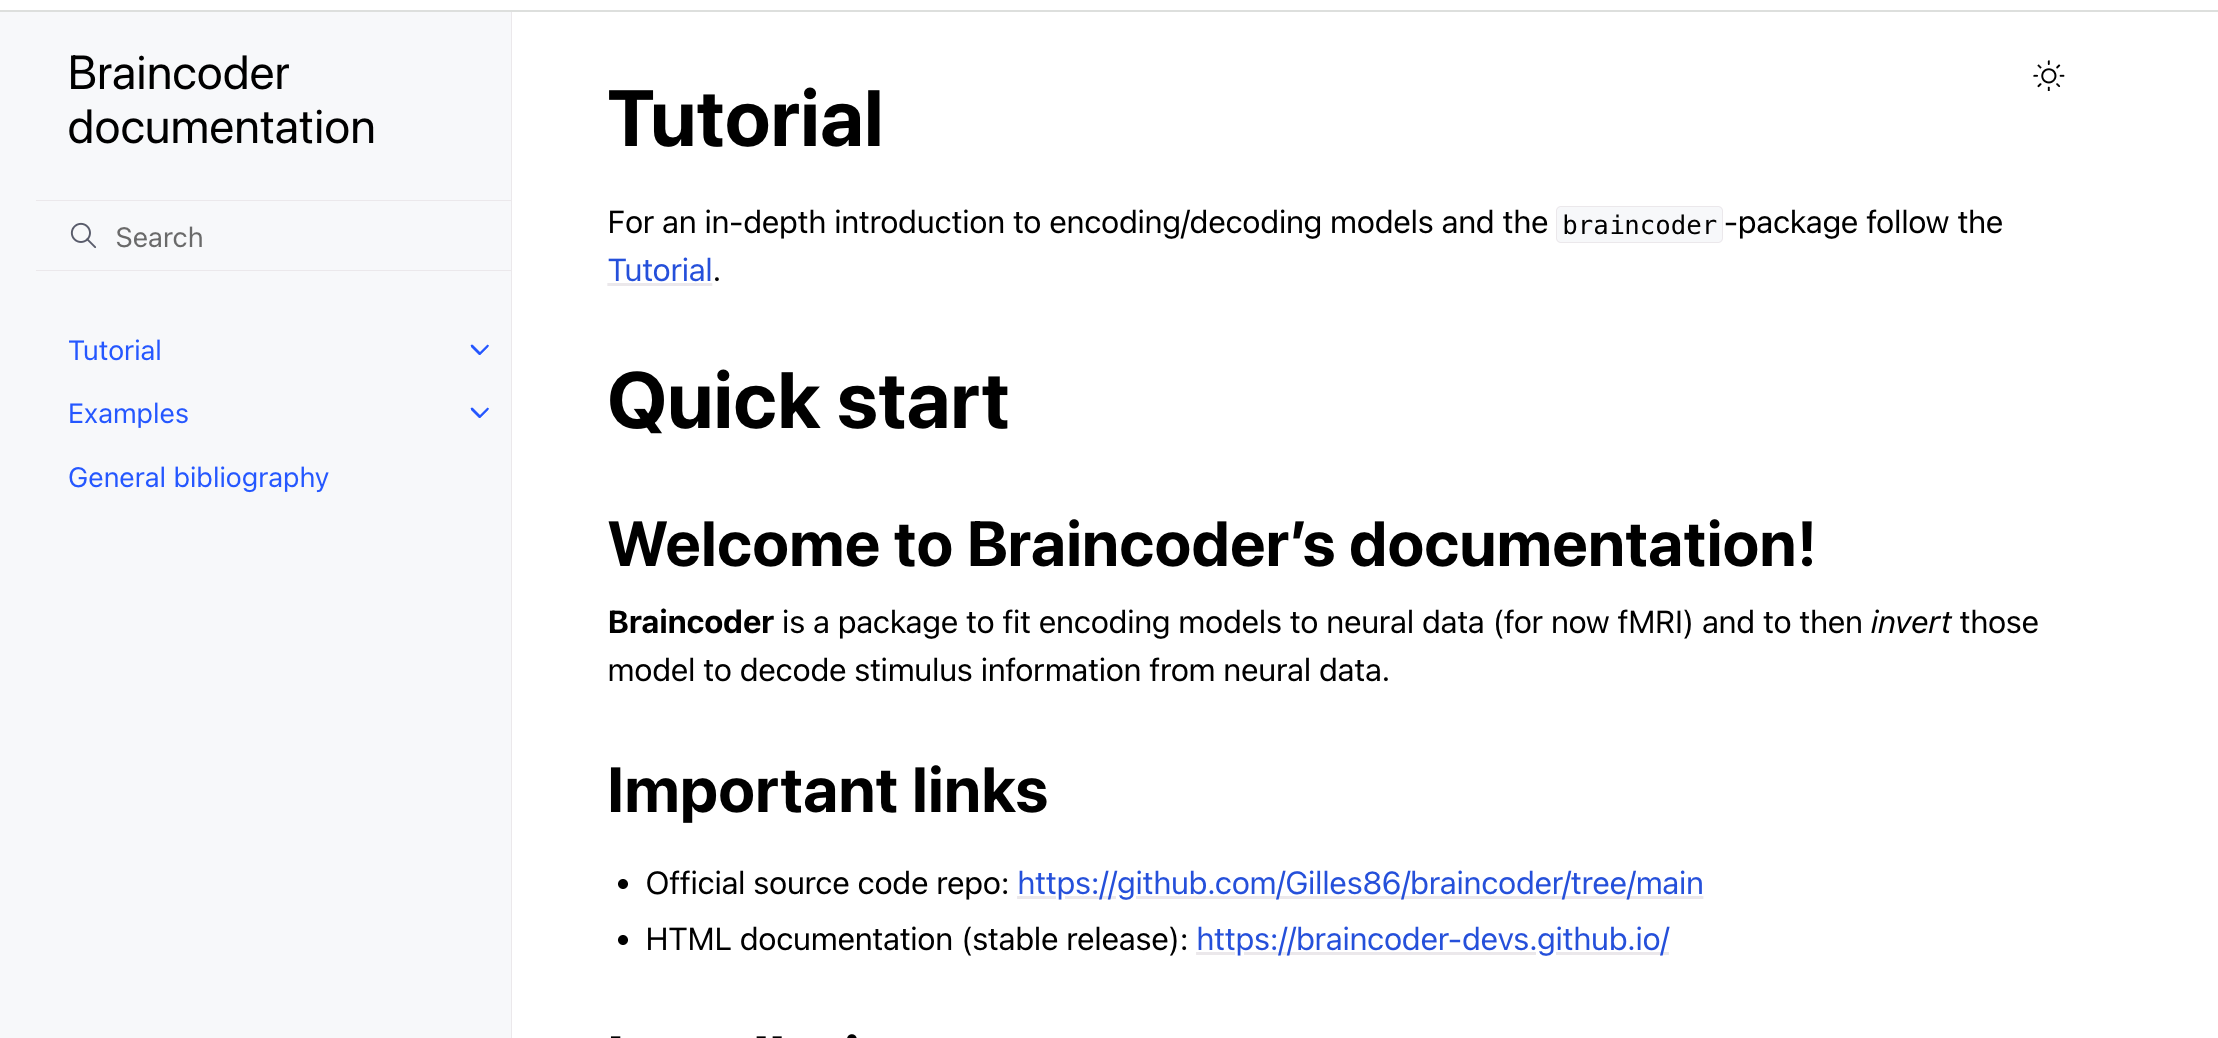 Braincoder
documentation
Search
Tutorial
Examples
General bibliography
Tutorial
For an in-depth introduction to encoding/decoding models and the braincoder-package follow the
Tutorial.
Quick start
Welcome to Braincoder’s documentation!
Braincoder is a package to fit encoding models to neural data (for now fMRI) and to then invert those
model to decode stimulus information from neural data.
Important links
• Official source code repo: https://github.com/Gilles86/braincoder/tree/main
• HTML documentation (stable release): https://braincoder-devs.github.io/